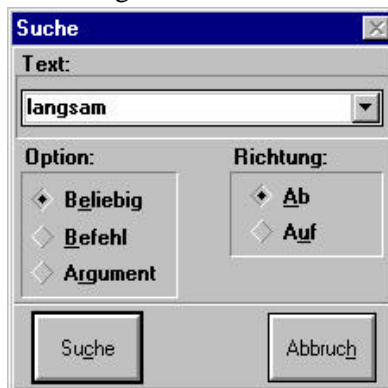 Suche
Text:
langsam
Option:
Richtung:
Beliebig
Befehl
Argument
Ab
Auf
Suche
Abbruch